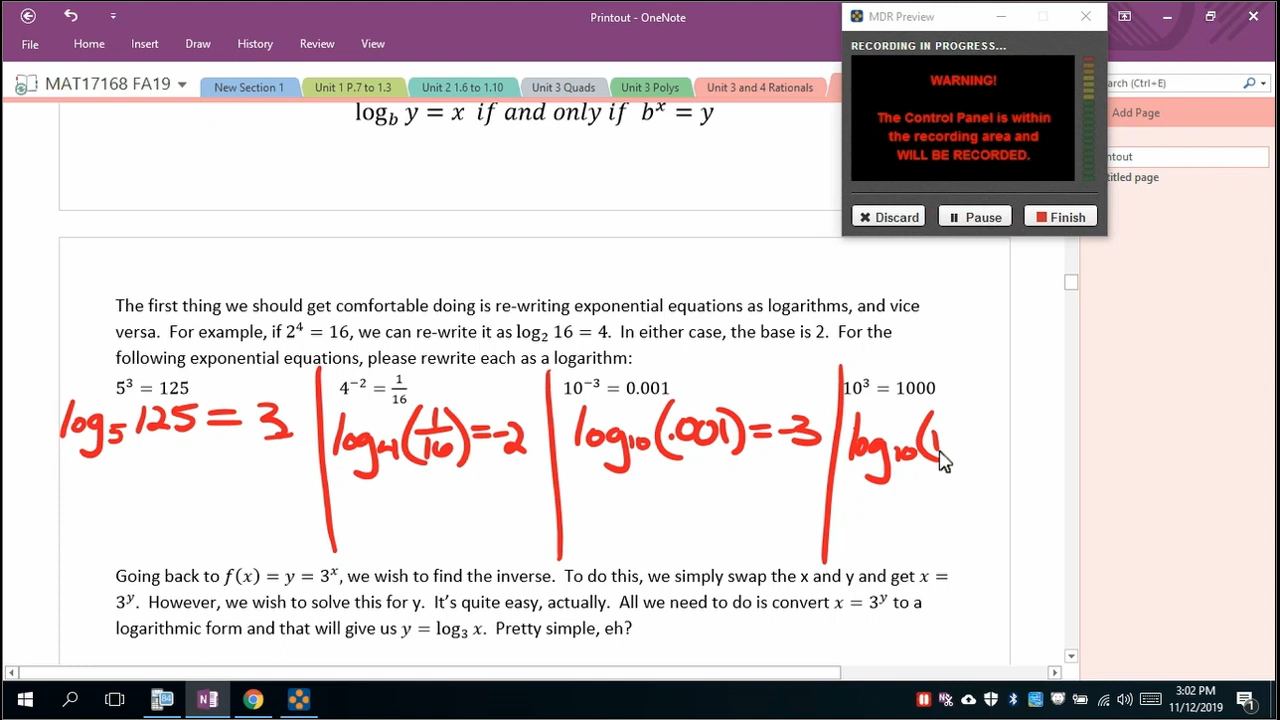 Printout - OneNote
File Home Insert Draw History Review View
MAT17168 FA19
New Section 1
Unit 1 P.7 to 1.3
Unit 2 1.6 to 1.10
Unit 3 Quads
Unit 3 Polys
Unit 3 and 4 Rationals
arch (Ctrl+E)
Add Page
ntout
titled page
MDR Preview
RECORDING IN PROGRESS...
WARNING!
The Control Panel is within
the recording area and
WILL BE RECORDED.
Discard Pause Finish
log_b y = x if and only if b^x = y
The first thing we should get comfortable doing is re-writing exponential equations as logarithms, and vice
versa. For example, if 2^4 = 16, we can re-write it as log_2 16 = 4. In either case, the base is 2. For the
following exponential equations, please rewrite each as a logarithm:
5^3 = 125 4^-2 = 1/16 10^-3 = 0.001 10^3 = 1000
log_5 125 = 3 log_4(1/16) = -2 log_10(.001) = -3 log_10(1
Going back to f(x) = y = 3^x, we wish to find the inverse. To do this, we simply swap the x and y and get x =
3^y. However, we wish to solve this for y. It's quite easy, actually. All we need to do is convert x = 3^y to a
logarithmic form and that will give us y = log_3 x. Pretty simple, eh?
3:02 PM
11/12/2019
1